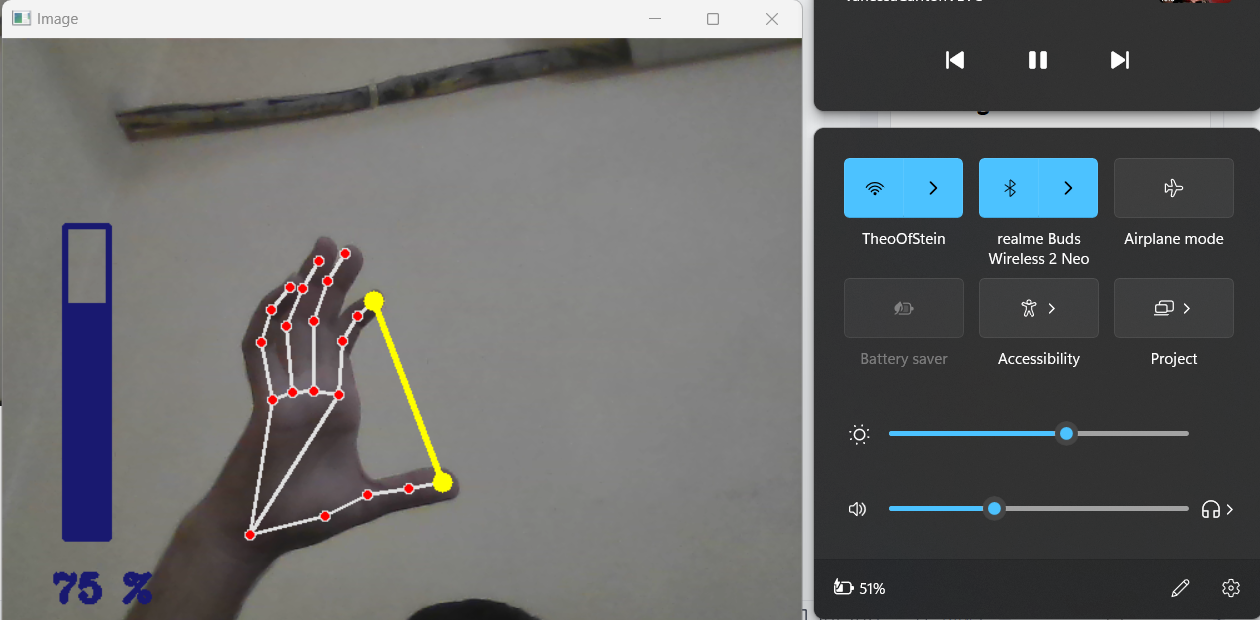 Image
75 %
TheoOfStein
realme Buds
Wireless 2 Neo
Airplane mode
Battery saver
Accessibility
Project
51%